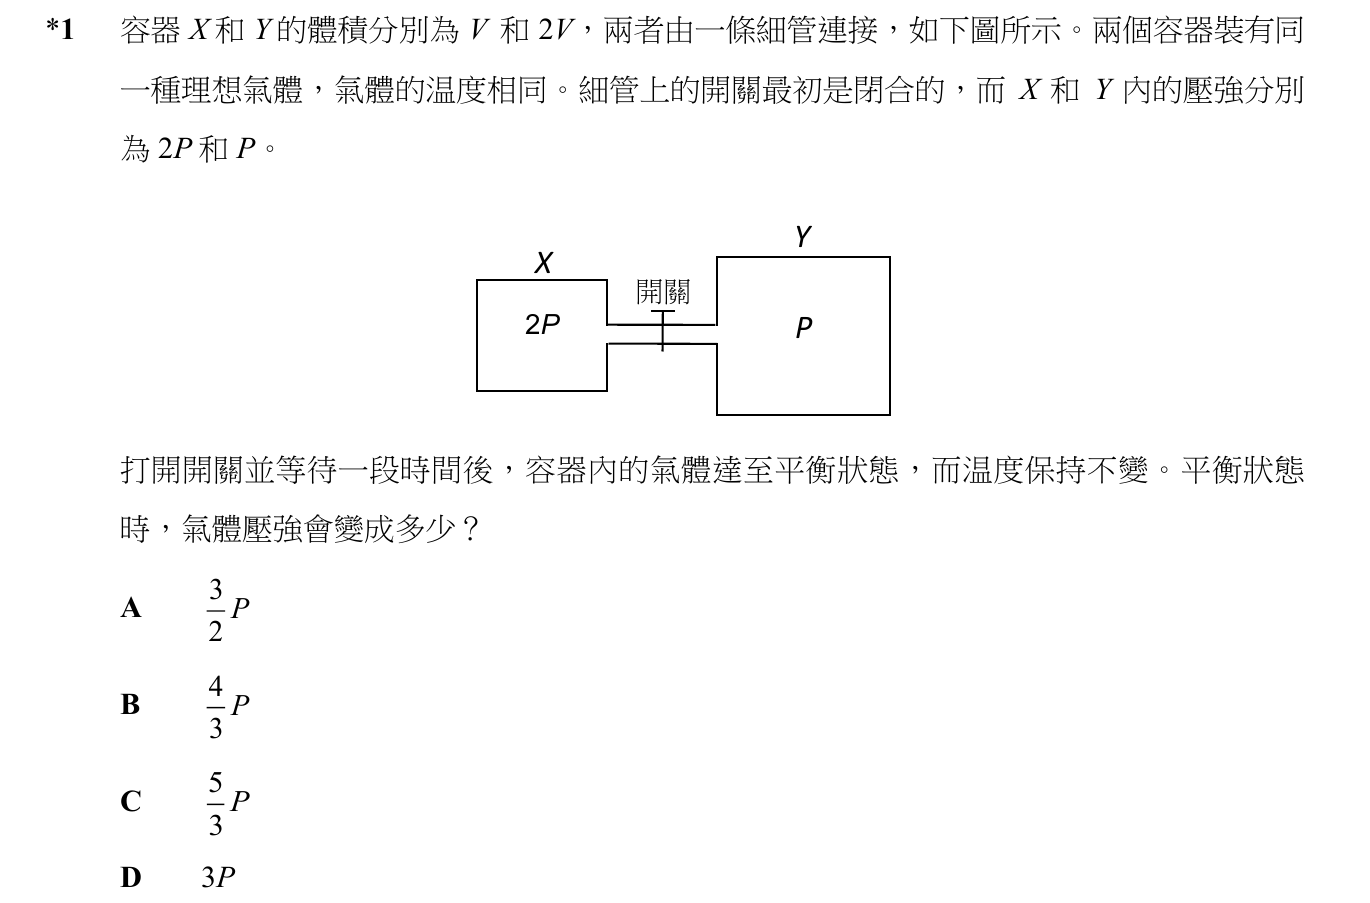 *1 容器 X 和 Y 的體積分別為 V 和 2V，兩者由一條細管連接，如下圖所示。兩個容器裝有同
一種理想氣體，氣體的温度相同。細管上的開關最初是閉合的，而 X 和 Y 內的壓強分別
為 2P 和 P。
Y
X
開關
2P
P
打開開關並等待一段時間後，容器內的氣體達至平衡狀態，而温度保持不變。平衡狀態
時，氣體壓強會變成多少？
A 3/2 P
B 4/3 P
C 5/3 P
D 3P